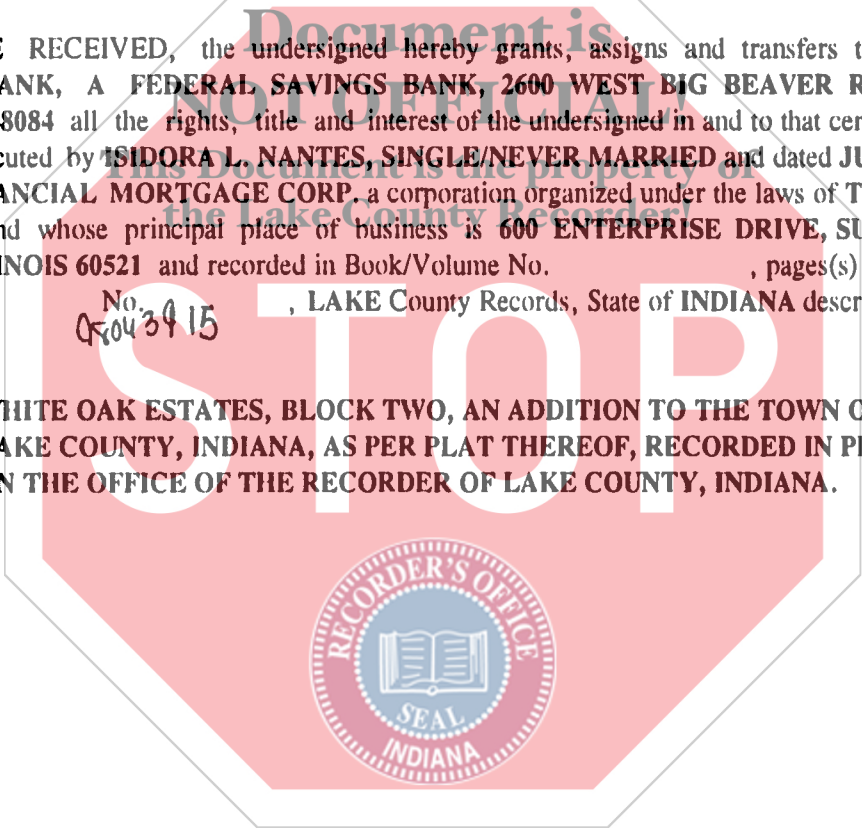 Document is
E RECEIVED, the undersigned hereby grants, assigns and transfers t
NOT OFFICIAL!
ANK, A FEDERAL SAVINGS BANK, 2600 WEST BIG BEAVER R
8084 all the rights, title and interest of the undersigned in and to that cer
This Document is the property of
cuted by ISIDORA L. NANTES, SINGLE/NEVER MARRIED and dated JU
ANCIAL MORTGAGE CORP. a corporation organized under the laws of T
the Lake County Recorder!
nd whose principal place of business is 600 ENTERPRISE DRIVE, SU
INOIS 60521 and recorded in Book/Volume No. , pages(s)
No. , LAKE County Records, State of INDIANA descr
STOP
HITE OAK ESTATES, BLOCK TWO, AN ADDITION TO THE TOWN O
AKE COUNTY, INDIANA, AS PER PLAT THEREOF, RECORDED IN P
N THE OFFICE OF THE RECORDER OF LAKE COUNTY, INDIANA.
RECORDER'S OFFICE
SEAL
INDIANA